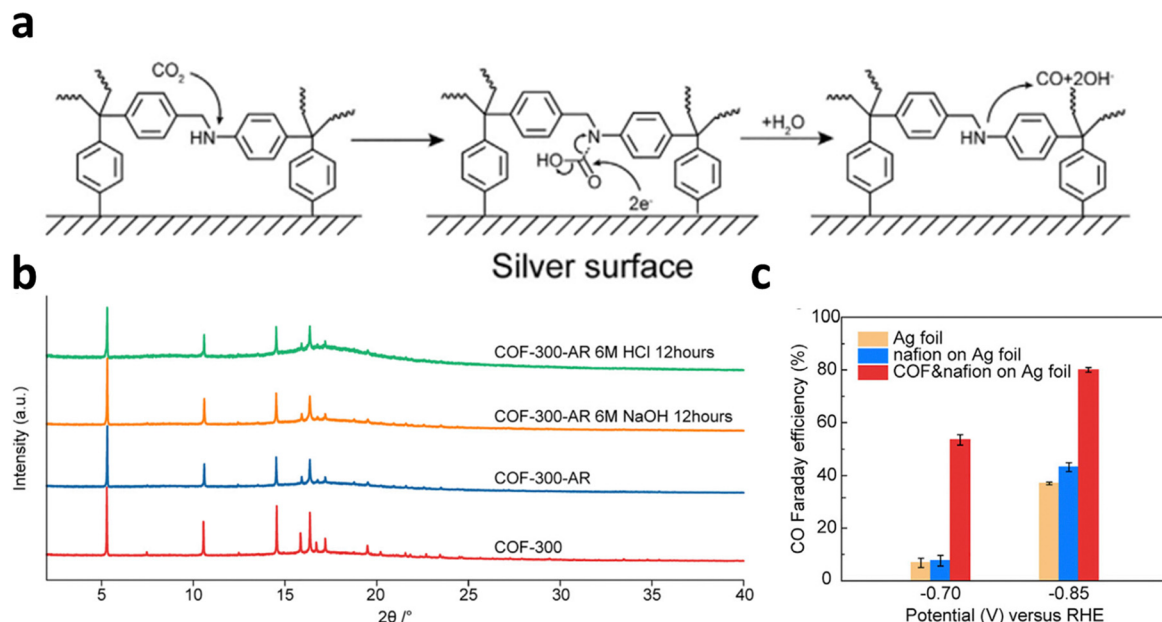 a
CO2
HN
HO
N
O
2e-
+H2O
CO+2OH-
HN
Silver surface
b
Intensity (a.u.)
COF-300-AR 6M HCl 12hours
COF-300-AR 6M NaOH 12hours
COF-300-AR
COF-300
5 10 15 20 25 30 35 40
2θ /°
c
CO Faraday efficiency (%)
100
80
60
40
20
0
Ag foil
nafion on Ag foil
COF&nafion on Ag foil
-0.70 -0.85
Potential (V) versus RHE